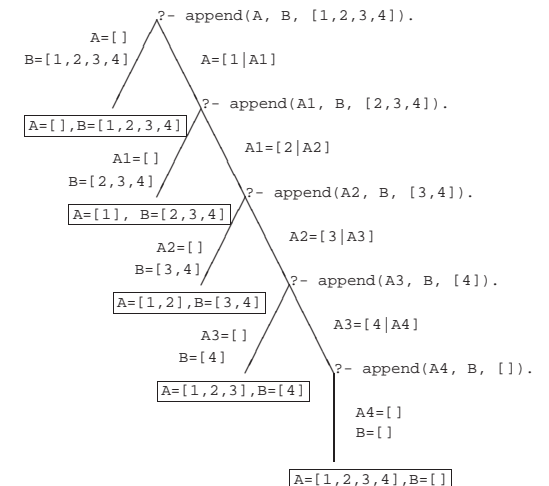 ?- append(A, B, [1,2,3,4]).
A=[]
B=[1,2,3,4]
A=[1|A1]
?- append(A1, B, [2,3,4]).
A=[],B=[1,2,3,4]
A1=[]
B=[2,3,4]
A1=[2|A2]
?- append(A2, B, [3,4]).
A=[1], B=[2,3,4]
A2=[]
B=[3,4]
A2=[3|A3]
?- append(A3, B, [4]).
A=[1,2],B=[3,4]
A3=[]
B=[4]
A3=[4|A4]
?- append(A4, B, []).
A=[1,2,3],B=[4]
A4=[]
B=[]
A=[1,2,3,4],B=[]